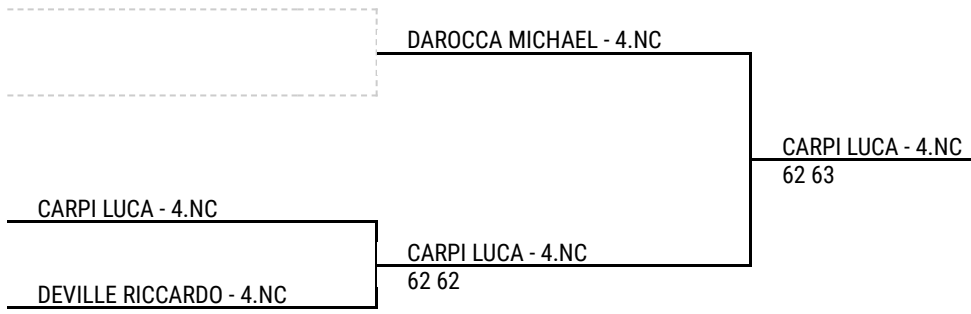 DAROCCA MICHAEL - 4.NC
CARPI LUCA - 4.NC
62 63
CARPI LUCA - 4.NC
CARPI LUCA - 4.NC
62 62
DEVILLE RICCARDO - 4.NC